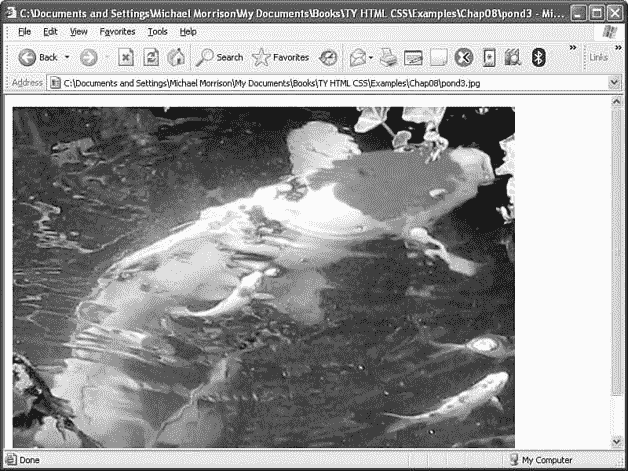 C:\Documents and Settings\Michael Morrison\My Documents\Books\TY HTML CSS\Examples\Chap08\pond3 - Mi...
File Edit View Favorites Tools Help
Back Search Favorites Links
Address C:\Documents and Settings\Michael Morrison\My Documents\Books\TY HTML CSS\Examples\Chap08\pond3.jpg
Done My Computer